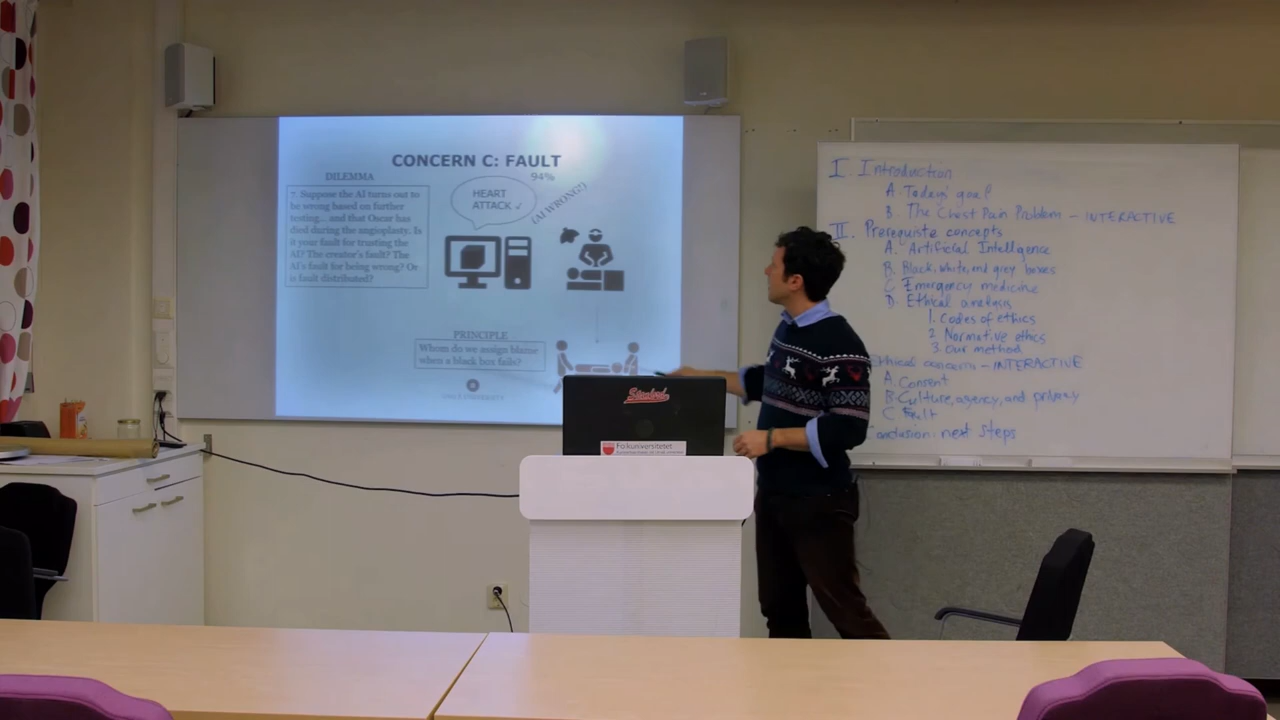 CONCERN C: FAULT
DILEMMA
7. Suppose the AI turns out to
be wrong based on further
testing... and that Oscar has
died during the angioplasty. Is
it your fault for trusting the
AI? The creator's fault? The
AI's fault for being wrong? Or
is fault distributed?
94%
HEART
ATTACK ✓
(AI WRONG?)
PRINCIPLE
Whom do we assign blame
when a black box fails?
Stanford
Folkuniversitetet
I. Introduction
A. Today's goal
B. The Chest Pain Problem - INTERACTIVE
II. Prerequiste concepts
A. Artificial Intelligence
B. Black, white, and grey boxes
C. Emergency medicine
D. Ethical analysis
1. Codes of ethics
2. Normative ethics
3. Our method
Ethical concerns - INTERACTIVE
A. Consent
B. Culture, agency, and privacy
C. Fault
next steps